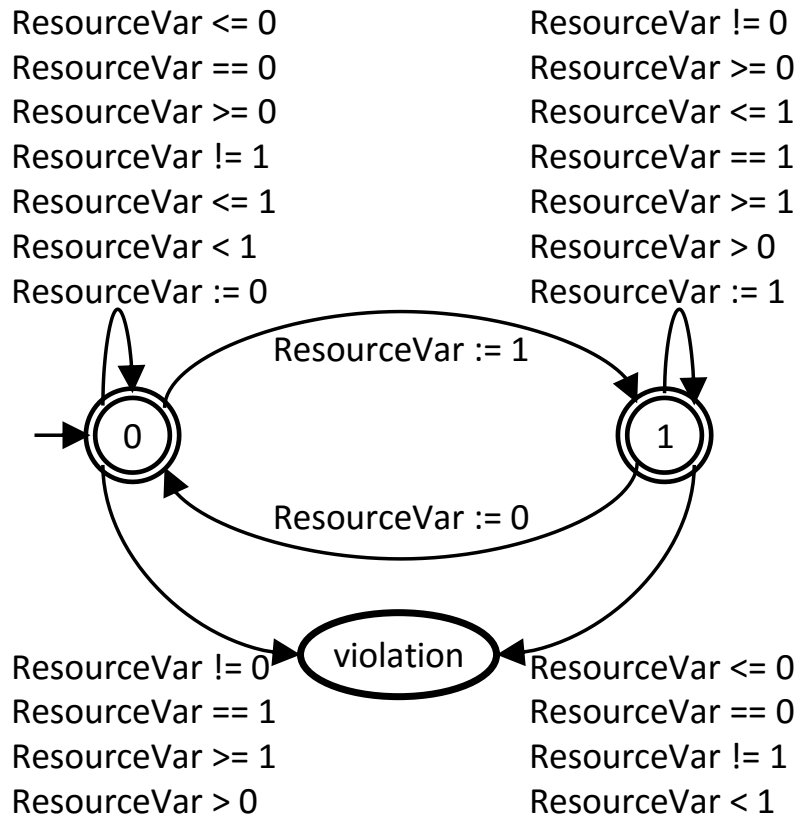 ResourceVar <= 0
ResourceVar == 0
ResourceVar >= 0
ResourceVar != 1
ResourceVar <= 1
ResourceVar < 1
ResourceVar := 0
ResourceVar != 0
ResourceVar >= 0
ResourceVar <= 1
ResourceVar == 1
ResourceVar >= 1
ResourceVar > 0
ResourceVar := 1
ResourceVar := 1
0
1
ResourceVar := 0
violation
ResourceVar != 0
ResourceVar == 1
ResourceVar >= 1
ResourceVar > 0
ResourceVar <= 0
ResourceVar == 0
ResourceVar != 1
ResourceVar < 1